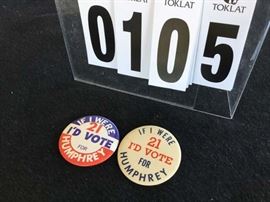 TOKLAT TOKLAT
0105
IF I WERE
21
I'D VOTE
FOR
HUMPHREY
IF I WERE
21
I'D VOTE
FOR
HUMPHREY